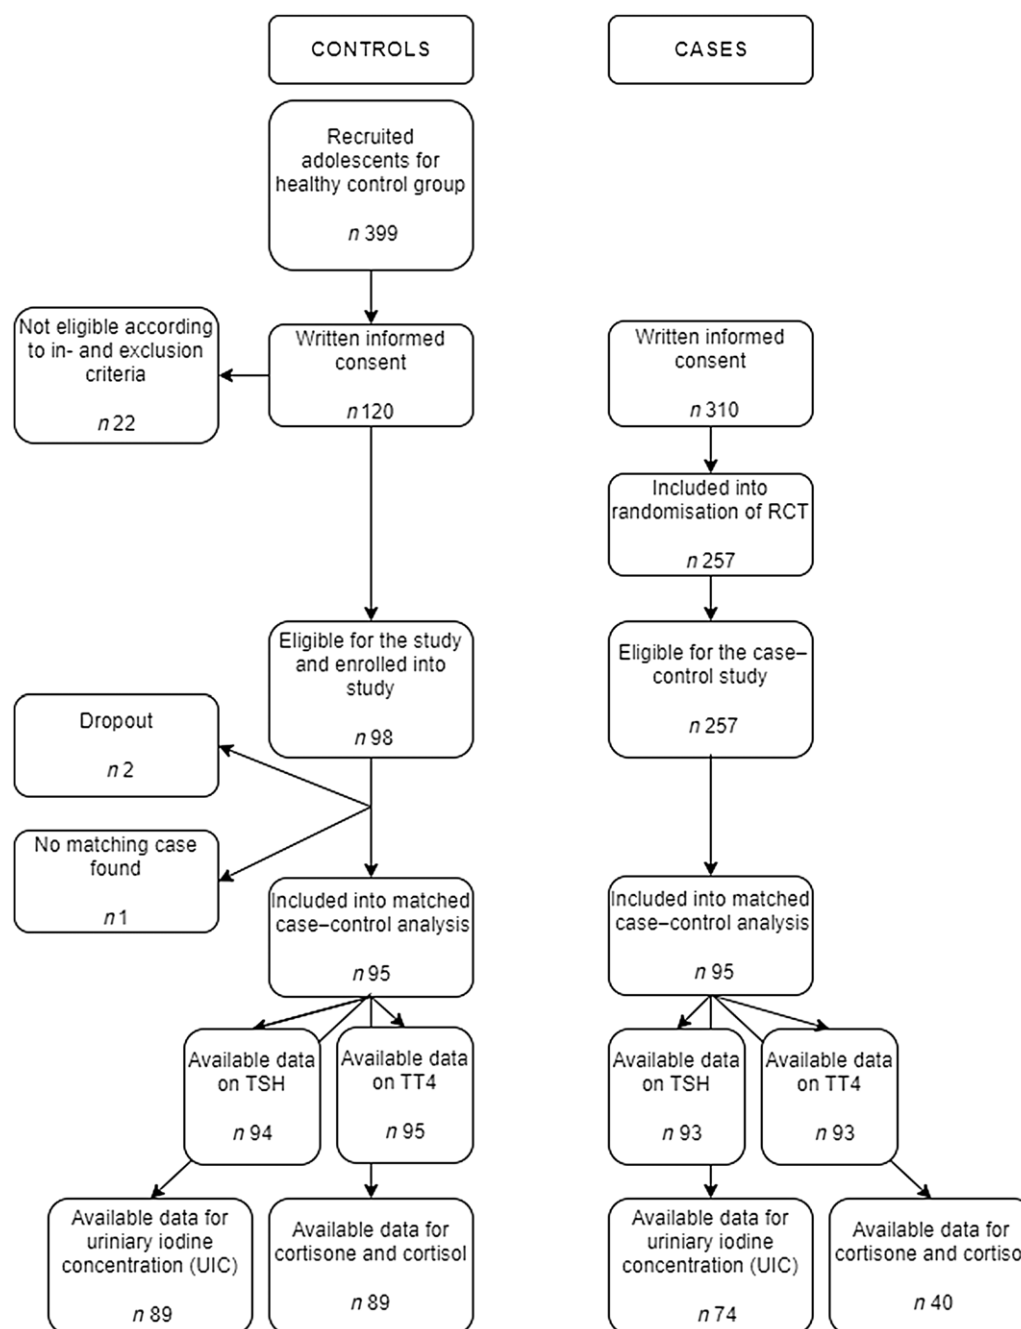 CONTROLS
CASES
Recruited
adolescents for
healthy control group
n 399
Not eligible according
to in- and exclusion
criteria
n 22
Written informed
consent
n 120
Written informed
consent
n 310
Included into
randomisation of RCT
n 257
Eligible for the study
and enrolled into
study
n 98
Eligible for the case–
control study
n 257
Dropout
n 2
No matching case
found
n 1
Included into matched
case–control analysis
n 95
Included into matched
case–control analysis
n 95
Available data
on TSH
n 94
Available data
on TT4
n 95
Available data
on TSH
n 93
Available data
on TT4
n 93
Available data for
uriniary iodine
concentration (UIC)
n 89
Available data for
cortisone and cortisol
n 89
Available data for
uriniary iodine
concentration (UIC)
n 74
Available data for
cortisone and cortisol
n 40